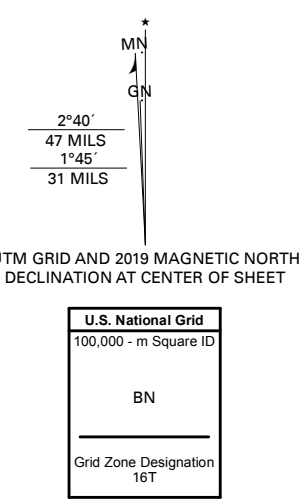 ★
MN
GN
2°40´
47 MILS
1°45´
31 MILS
UTM GRID AND 2019 MAGNETIC NORTH
DECLINATION AT CENTER OF SHEET
U.S. National Grid
100,000 - m Square ID
BN
Grid Zone Designation
16T